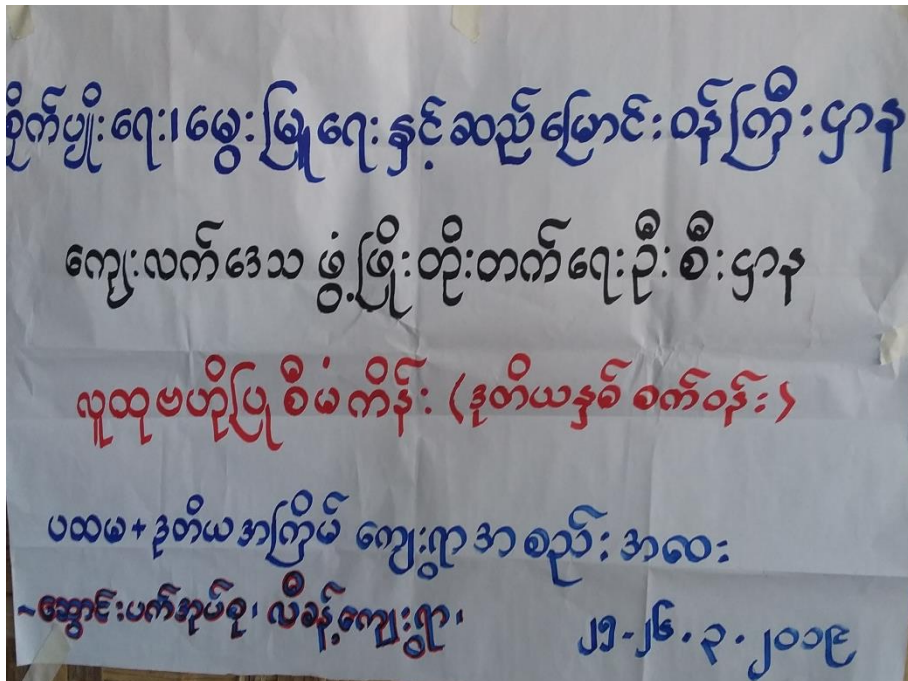 စိုက်ပျိုးရေး၊မွေးမြူရေးနှင့်ဆည်မြောင်းဝန်ကြီးဌာန
ကျေးလက်ဒေသဖွံ့ဖြိုးတိုးတက်ရေးဦးစီးဌာန
လူထုဗဟိုပြုစီမံကိန်း (ဒုတိယနှစ် စက်ဝန်း)
ပထမ+ဒုတိယအကြိမ် ကျေးရွာအစည်းအဝေး
~ဆွောင်းပက်အုပ်စု၊ လီခန့်ကျေးရွာ၊
၂၅-၂၆.၃.၂၀၁၉